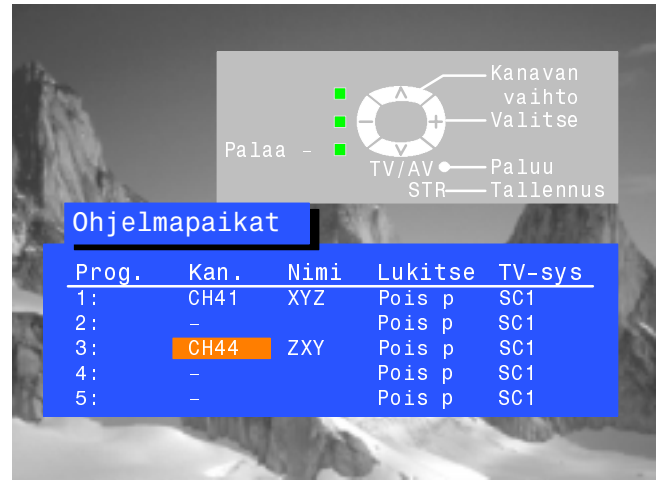 Kanavan
vaihto
Valitse
Palaa –
TV/AV Paluu
STR Tallennus
Ohjelmapaikat
Prog. Kan. Nimi Lukitse TV-sys
1: CH41 XYZ Pois p SC1
2: – Pois p SC1
3: CH44 ZXY Pois p SC1
4: – Pois p SC1
5: – Pois p SC1